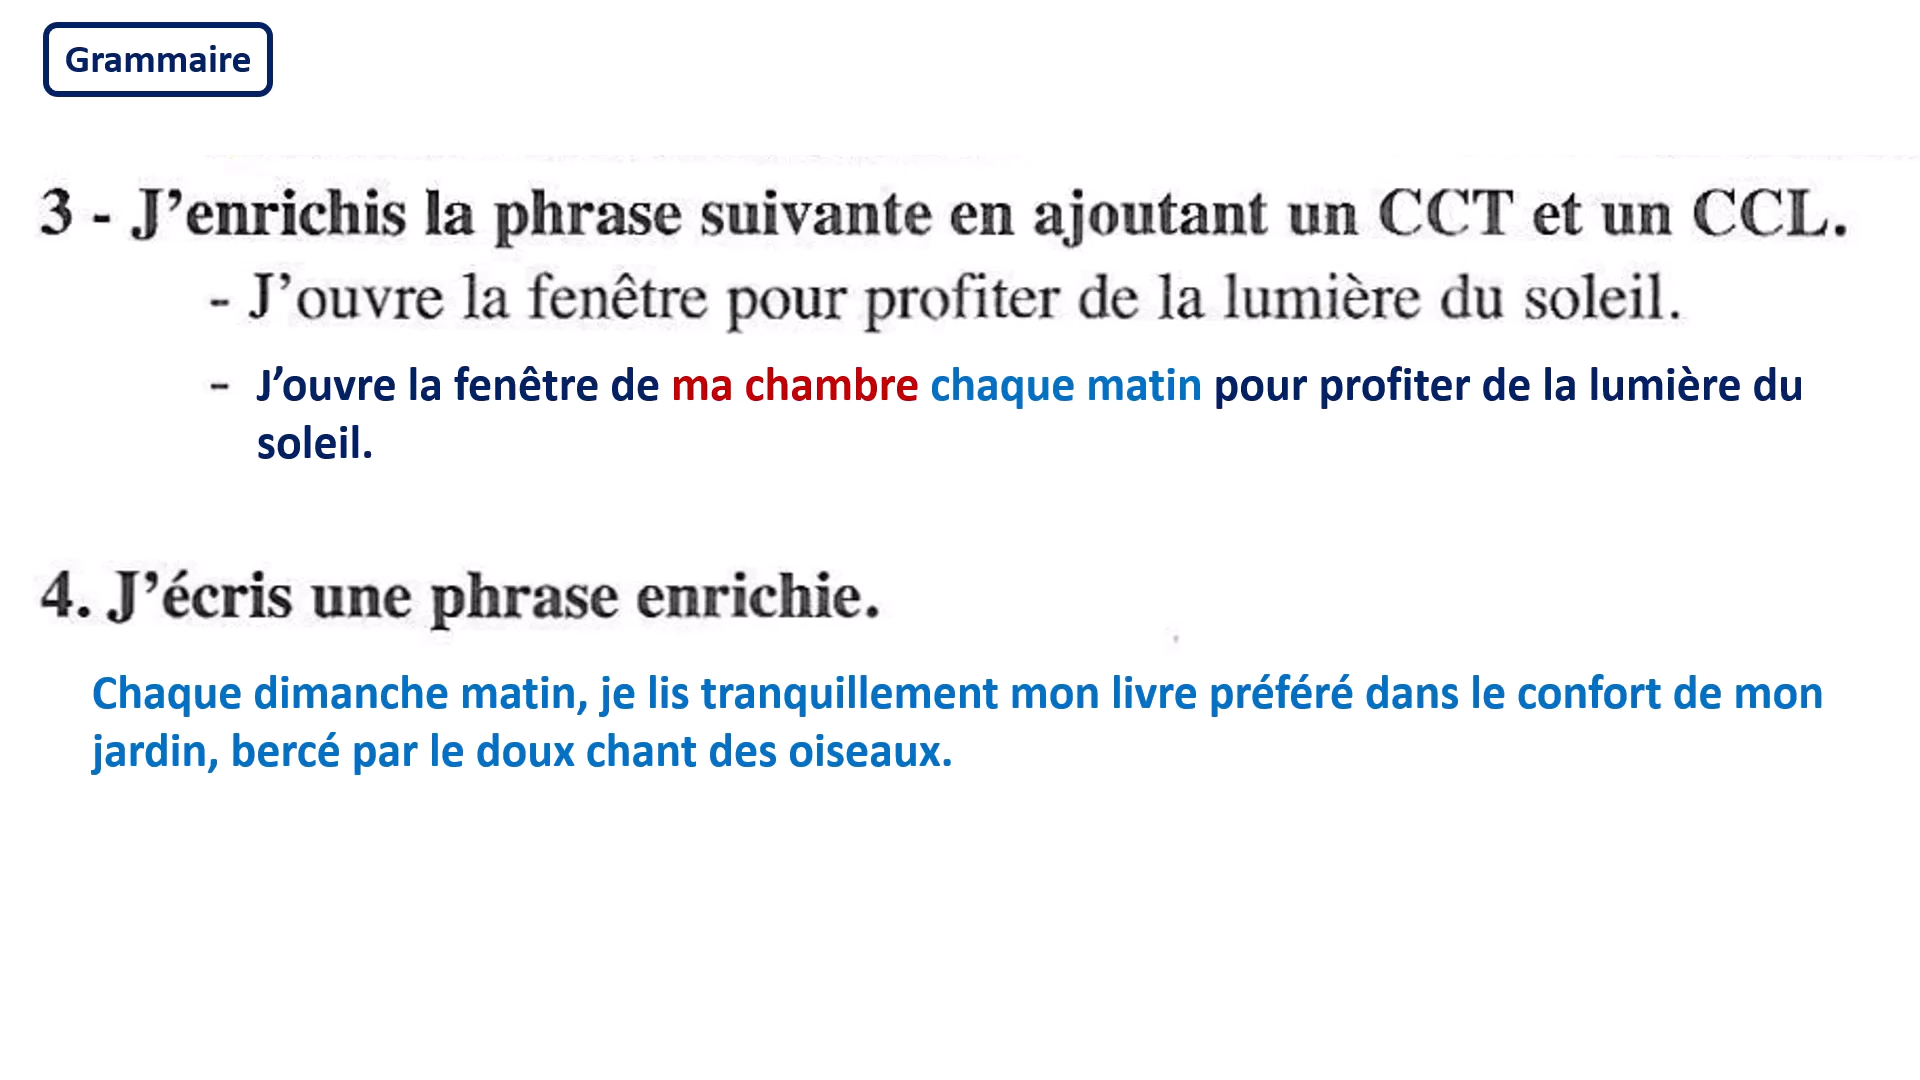 Grammaire
3 - J’enrichis la phrase suivante en ajoutant un CCT et un CCL.
- J’ouvre la fenêtre pour profiter de la lumière du soleil.
- J’ouvre la fenêtre de ma chambre chaque matin pour profiter de la lumière du
soleil.
4. J’écris une phrase enrichie.
Chaque dimanche matin, je lis tranquillement mon livre préféré dans le confort de mon
jardin, bercé par le doux chant des oiseaux.